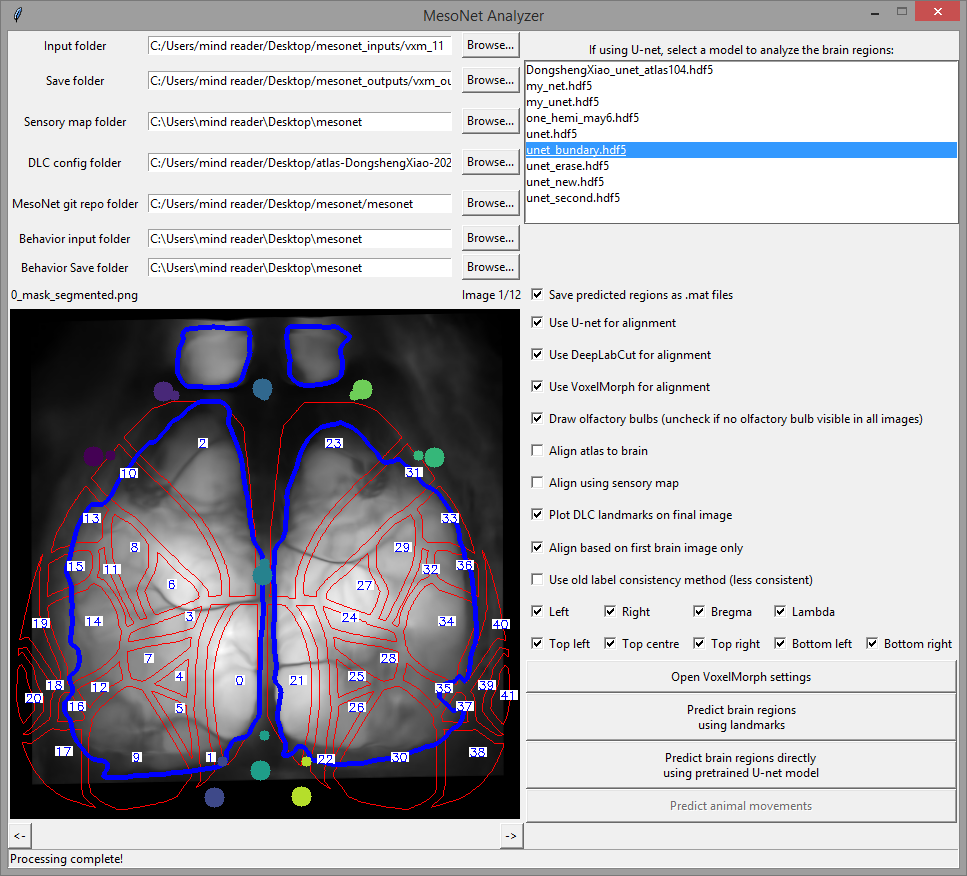 MesoNet Analyzer
Input folder C:/Users/mind reader/Desktop/mesonet_inputs/vxm_11 Browse...
Save folder C:/Users/mind reader/Desktop/mesonet_outputs/vxm_ou Browse...
Sensory map folder C:\Users\mind reader\Desktop\mesonet Browse...
DLC config folder C:/Users/mind reader/Desktop/atlas-DongshengXiao-202 Browse...
MesoNet git repo folder C:/Users/mind reader/Desktop/mesonet/mesonet Browse...
Behavior input folder C:\Users\mind reader\Desktop\mesonet Browse...
Behavior Save folder C:\Users\mind reader\Desktop\mesonet Browse...
0_mask_segmented.png Image 1/12
2 23
10 31
13 33
8 29
15 11 32 36
6 27
3 24
19 14 34 40
7 28
4 25
18 12 0 21 35 39
20 41
16 5 26 37
17 9 1 22 30 38
<- ->
Processing complete!
If using U-net, select a model to analyze the brain regions:
DongshengXiao_unet_atlas104.hdf5
my_net.hdf5
my_unet.hdf5
one_hemi_may6.hdf5
unet.hdf5
unet_bundary.hdf5
unet_erase.hdf5
unet_new.hdf5
unet_second.hdf5
Save predicted regions as .mat files
Use U-net for alignment
Use DeepLabCut for alignment
Use VoxelMorph for alignment
Draw olfactory bulbs (uncheck if no olfactory bulb visible in all images)
Align atlas to brain
Align using sensory map
Plot DLC landmarks on final image
Align based on first brain image only
Use old label consistency method (less consistent)
Left Right Bregma Lambda
Top left Top centre Top right Bottom left Bottom right
Open VoxelMorph settings
Predict brain regions
using landmarks
Predict brain regions directly
using pretrained U-net model
Predict animal movements